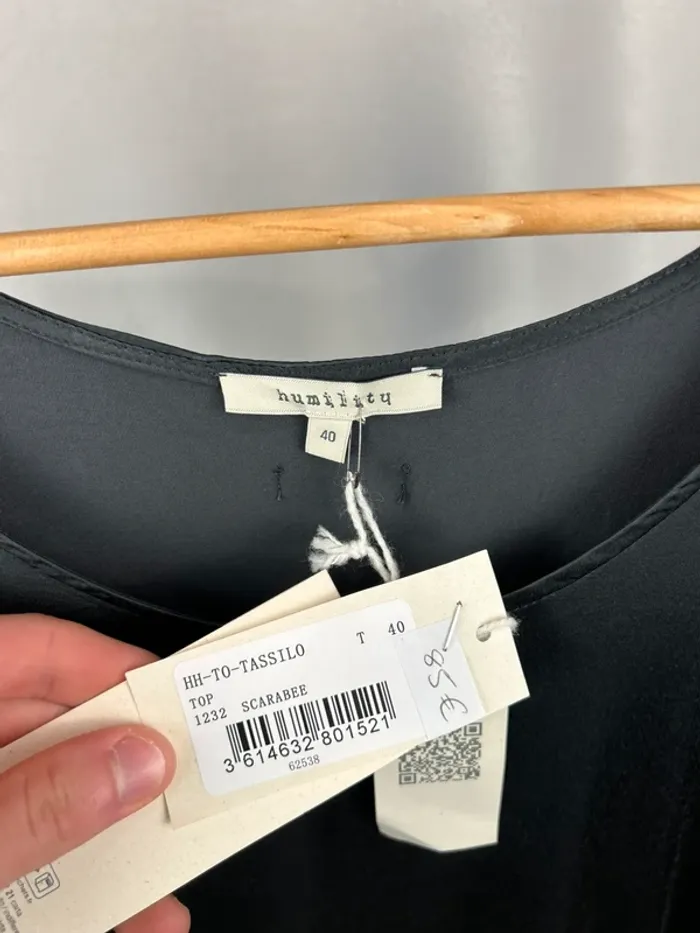 humility
40
HH-TO-TASSILO T 40
TOP
1232 SCARABEE
3 614632 801521
62538
85 €